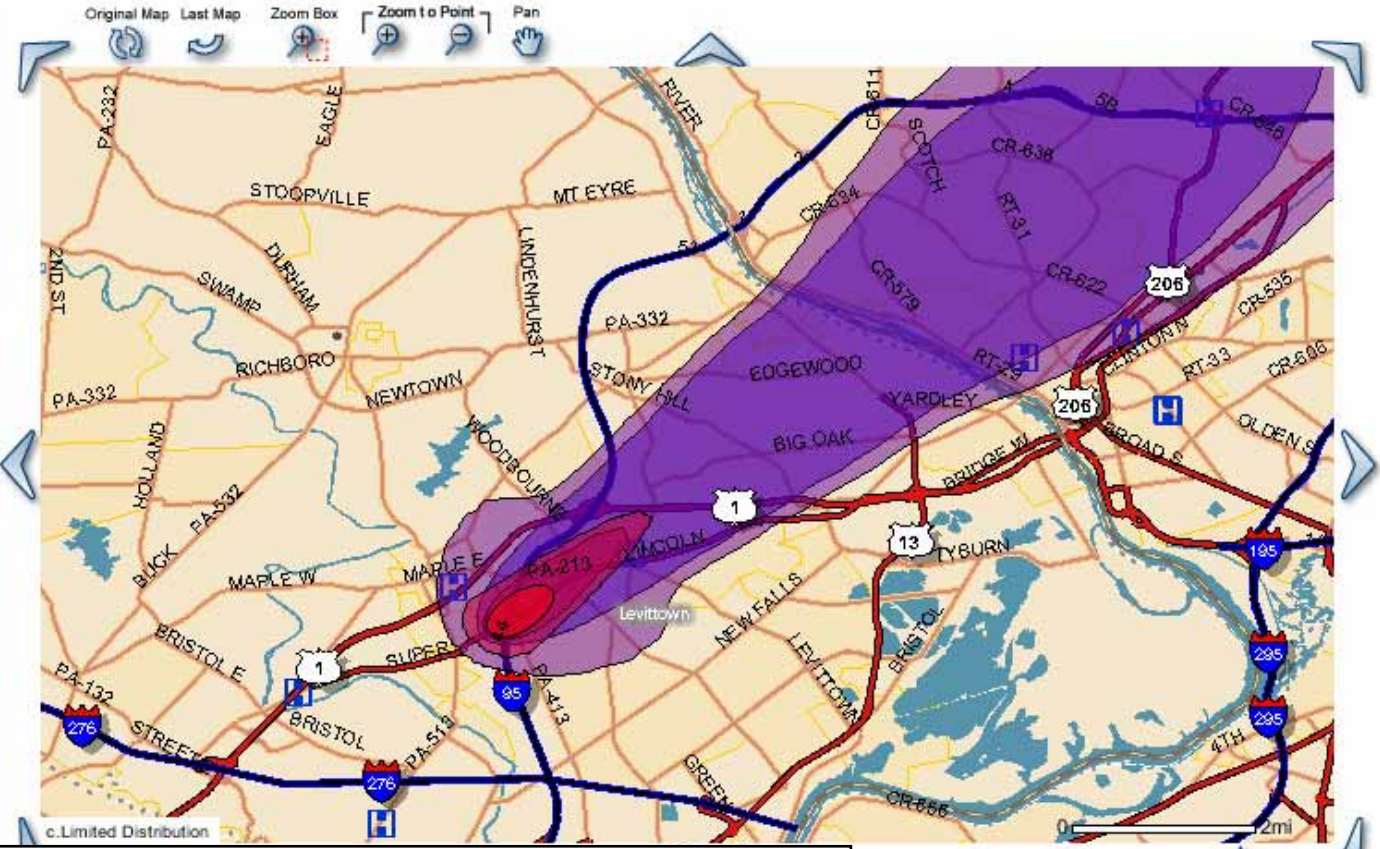 Original Map Last Map Zoom Box Zoom to Point Pan
PA-232
EAGLE
RIVER
CR-611
SCOTCH
CR-636
CR-546
STOOPVILLE
MT EYRE
CR-634
RT-31
2ND ST
DURHAM
SWAMP
LINDENHURST
CR-579
CR-622
206
CR-535
PA-332
RICHBORO
EDGEWOOD
RT-29
RT-33
CR-606
PA-332
NEWTOWN
STONY HILL
YARDLEY
206
H
HOLLAND
WOODBOURNE
BIG OAK
BRIDGE W
BROAD S
OLDEN S
PA-532
1
BUCK
MAPLE W
MAPLE E
H
PA-213
LINCOLN
13
TYBURN
195
Levittown
NEW FALLS
BRISTOL E
SUPER
LEVITTOWN
BRISTOL
295
PA-132
1
95
PA-413
276
STREET
BRISTOL
PA-513
295
4TH
276
GREEN
CR-656
H
c.Limited Distribution
0 2mi